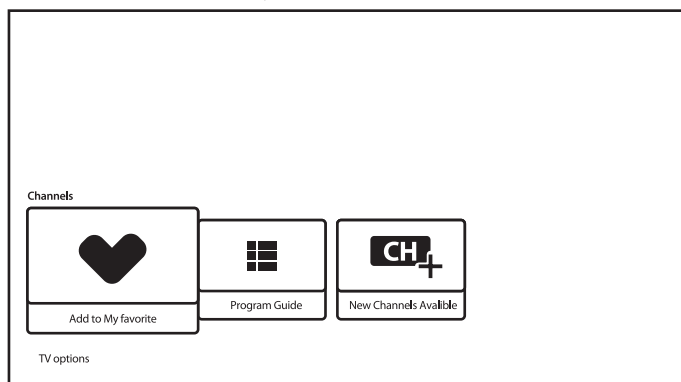 Channels
CH
Add to My favorite
Program Guide
New Channels Avalible
TV options